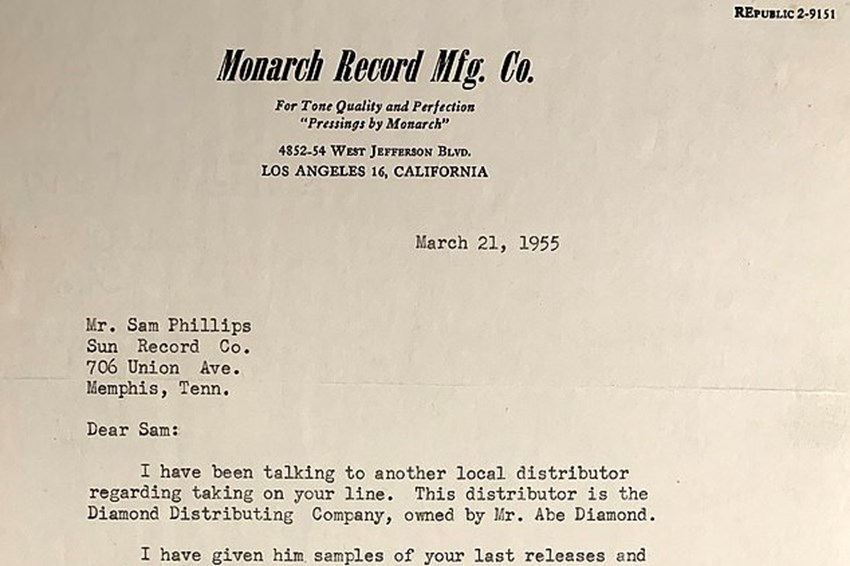 REPUBLIC 2-9151
Monarch Record Mfg. Co.
For Tone Quality and Perfection
"Pressings by Monarch"
4852-54 WEST JEFFERSON BLVD.
LOS ANGELES 16, CALIFORNIA
March 21, 1955
Mr. Sam Phillips
Sun Record Co.
706 Union Ave.
Memphis, Tenn.
Dear Sam:
I have been talking to another local distributor
regarding taking on your line. This distributor is the
Diamond Distributing Company, owned by Mr. Abe Diamond.
I have given him samples of your last releases and